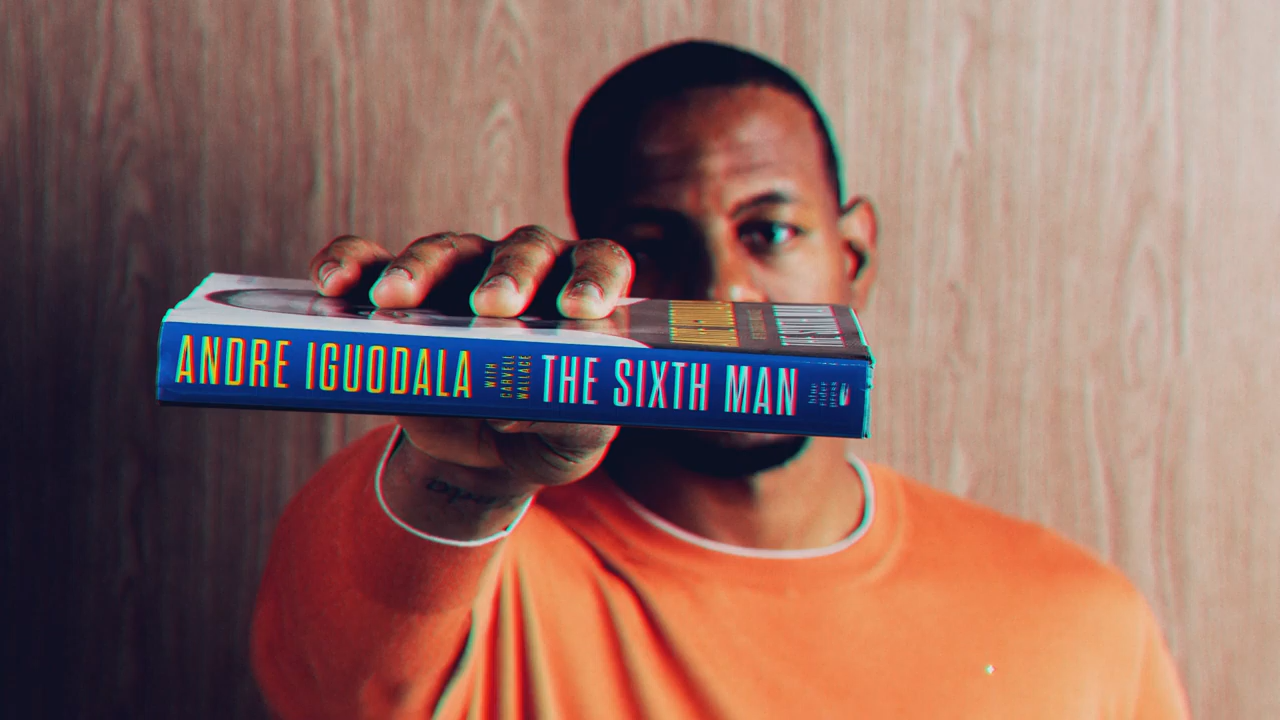 ANDRE IGUODALA
WITH
CARVELL
WALLACE
THE SIXTH MAN
blue
rider
press